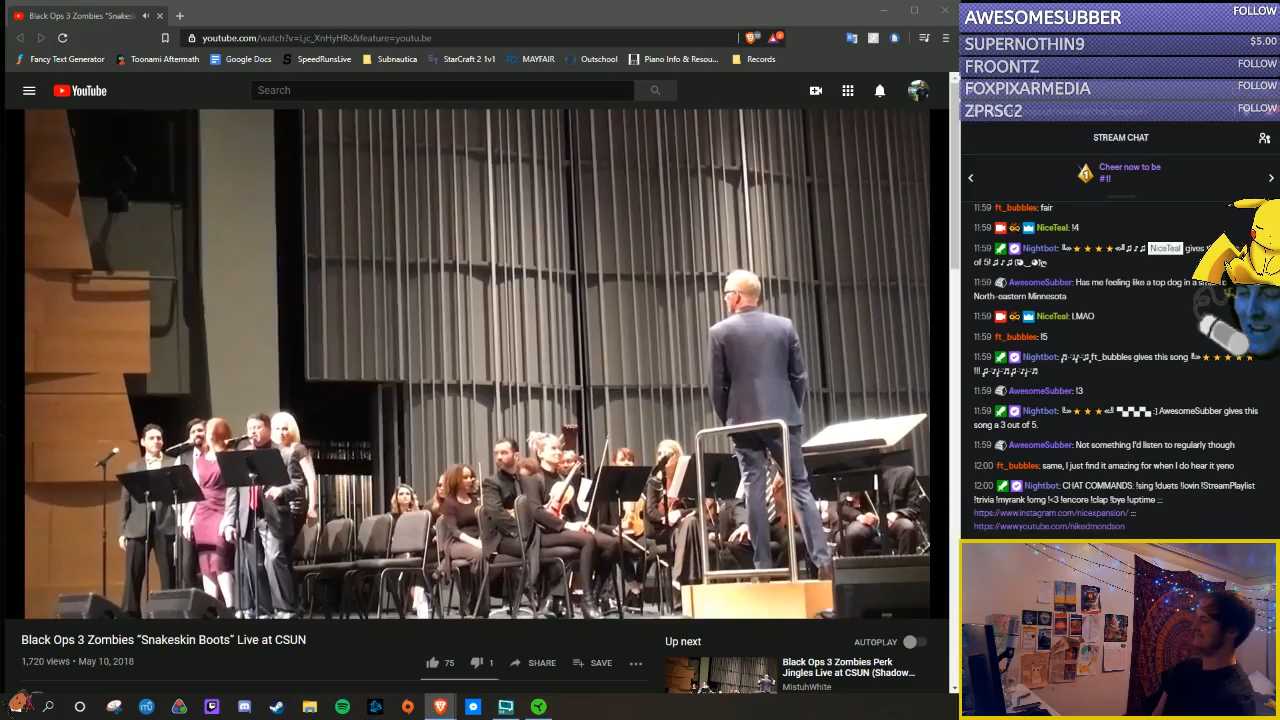 Black Ops 3 Zombies "Snakes
youtube.com/watch?v=Ljc_XnHyHRs&feature=youtu.be
Fancy Text Generator
Toonami Aftermath
Google Docs
SpeedRunsLive
Subnautica
StarCraft 2 1v1
MAYFAIR
Outschool
Piano Info & Resou...
Records
YouTube
Search
Black Ops 3 Zombies "Snakeskin Boots" Live at CSUN
1,720 views • May 10, 2018
75
1
SHARE
SAVE
Up next
AUTOPLAY
Black Ops 3 Zombies Perk
Jingles Live at CSUN (Shadow...
MistuhWhite
AWESOMESUBBER FOLLOW
SUPERNOTHIN9 $5.00
FROONTZ FOLLOW
FOXPIXARMEDIA FOLLOW
ZPRSC2 FOLLOW
STREAM CHAT
Cheer now to be
#1!
11:59 ft_bubbles: fair
11:59 NiceTeal: !4
11:59 Nightbot: ★ ★ ★ ★ NiceTeal gives
of 5!
11:59 AwesomeSubber: Has me feeling like a top dog in a
North-eastern Minnesota
11:59 NiceTeal: LMAO
11:59 ft_bubbles: !5
11:59 Nightbot: ft_bubbles gives this song ★ ★ ★ ★ ★
!!!
11:59 AwesomeSubber: !3
11:59 Nightbot: ★ ★ ★ :) AwesomeSubber gives this
song a 3 out of 5.
11:59 AwesomeSubber: Not something I'd listen to regularly though
12:00 ft_bubbles: same, I just find it amazing for when I do hear it yeno
12:00 Nightbot: CHAT COMMANDS: !sing !duets !lovin !StreamPlaylist
!trivia !myrank !omg !<3 !encore !clap !bye !uptime :::
https://www.instagram.com/nicexpansion/ :::
https://www.youtube.com/nikedmondson